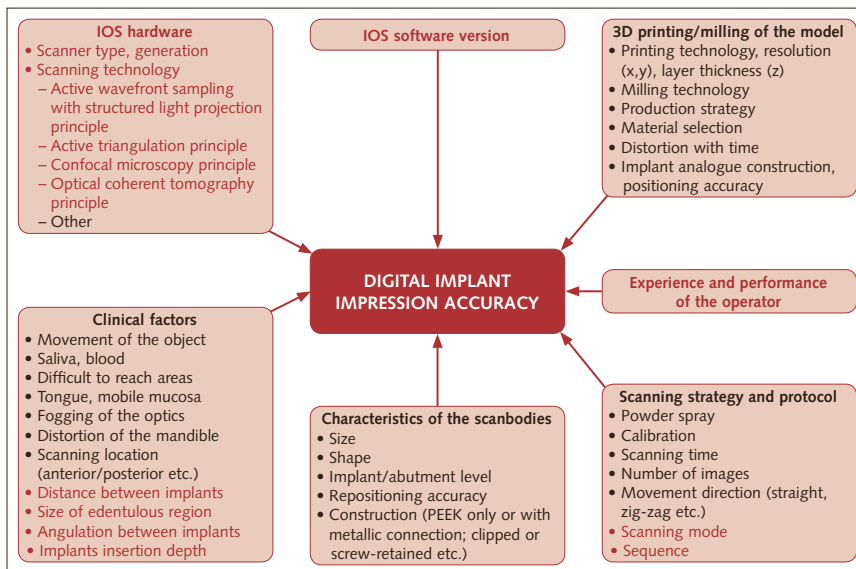 IOS hardware
• Scanner type, generation
• Scanning technology
– Active wavefront sampling
with structured light projection
principle
– Active triangulation principle
– Confocal microscopy principle
– Optical coherent tomography
principle
– Other
IOS software version
3D printing/milling of the model
• Printing technology, resolution
(x,y), layer thickness (z)
• Milling technology
• Production strategy
• Material selection
• Distortion with time
• Implant analogue construction,
positioning accuracy
DIGITAL IMPLANT
IMPRESSION ACCURACY
Experience and performance
of the operator
Clinical factors
• Movement of the object
• Saliva, blood
• Difficult to reach areas
• Tongue, mobile mucosa
• Fogging of the optics
• Distortion of the mandible
• Scanning location
(anterior/posterior etc.)
• Distance between implants
• Size of edentulous region
• Angulation between implants
• Implants insertion depth
Characteristics of the scanbodies
• Size
• Shape
• Implant/abutment level
• Repositioning accuracy
• Construction (PEEK only or with
metallic connection; clipped or
screw-retained etc.)
Scanning strategy and protocol
• Powder spray
• Calibration
• Scanning time
• Number of images
• Movement direction (straight,
zig-zag etc.)
• Scanning mode
• Sequence